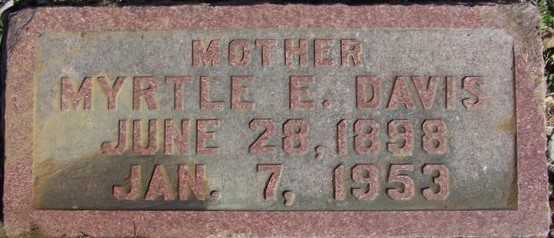 MOTHER
MYRTLE E. DAVIS
JUNE 28, 1898
JAN. 7, 1953